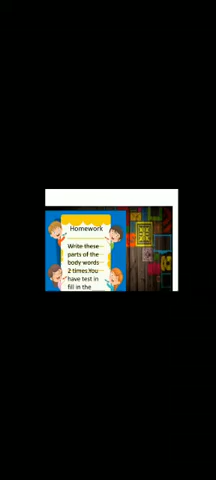 Homework
Write these
parts of the
body words
2 times.You
have test in
fill in the